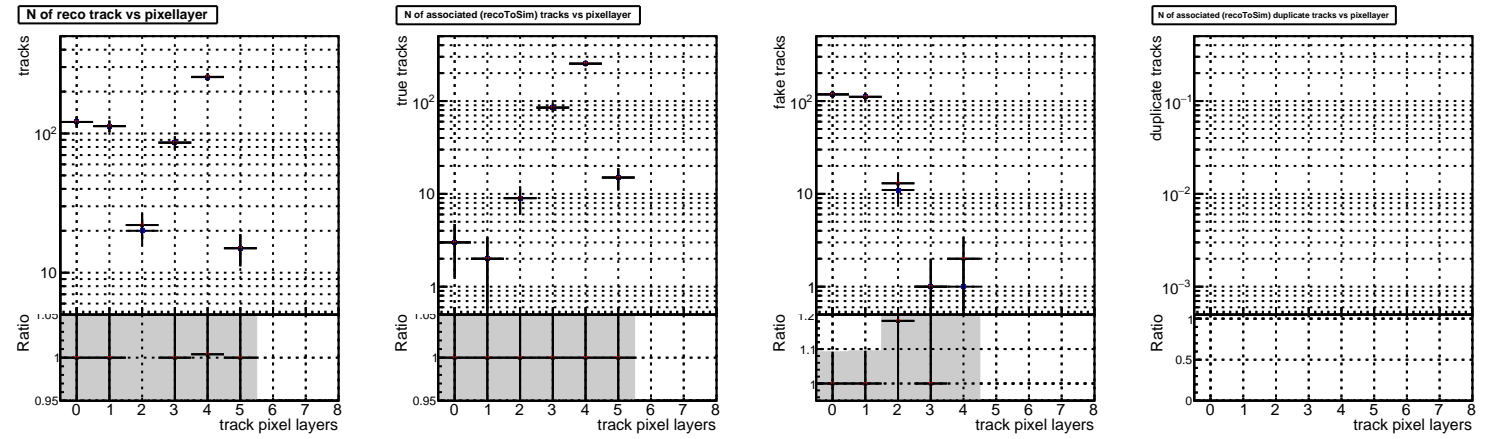 N of reco track vs pixellayer
tracks
10²
10
Ratio
1.05
1
0.95
0 1 2 3 4 5 6 7 8
track pixel layers
N of associated (recoToSim) tracks vs pixellayer
true tracks
10²
10
1
Ratio
1.05
1
0.95
0 1 2 3 4 5 6 7 8
track pixel layers
fake tracks
10²
10
1
Ratio
1.2
1.1
1
0 1 2 3 4 5 6 7 8
track pixel layers
N of associated (recoToSim) duplicate tracks vs pixellayer
duplicate tracks
10⁻¹
10⁻²
10⁻³
Ratio
1
0.5
0
0 1 2 3 4 5 6 7 8
track pixel layers